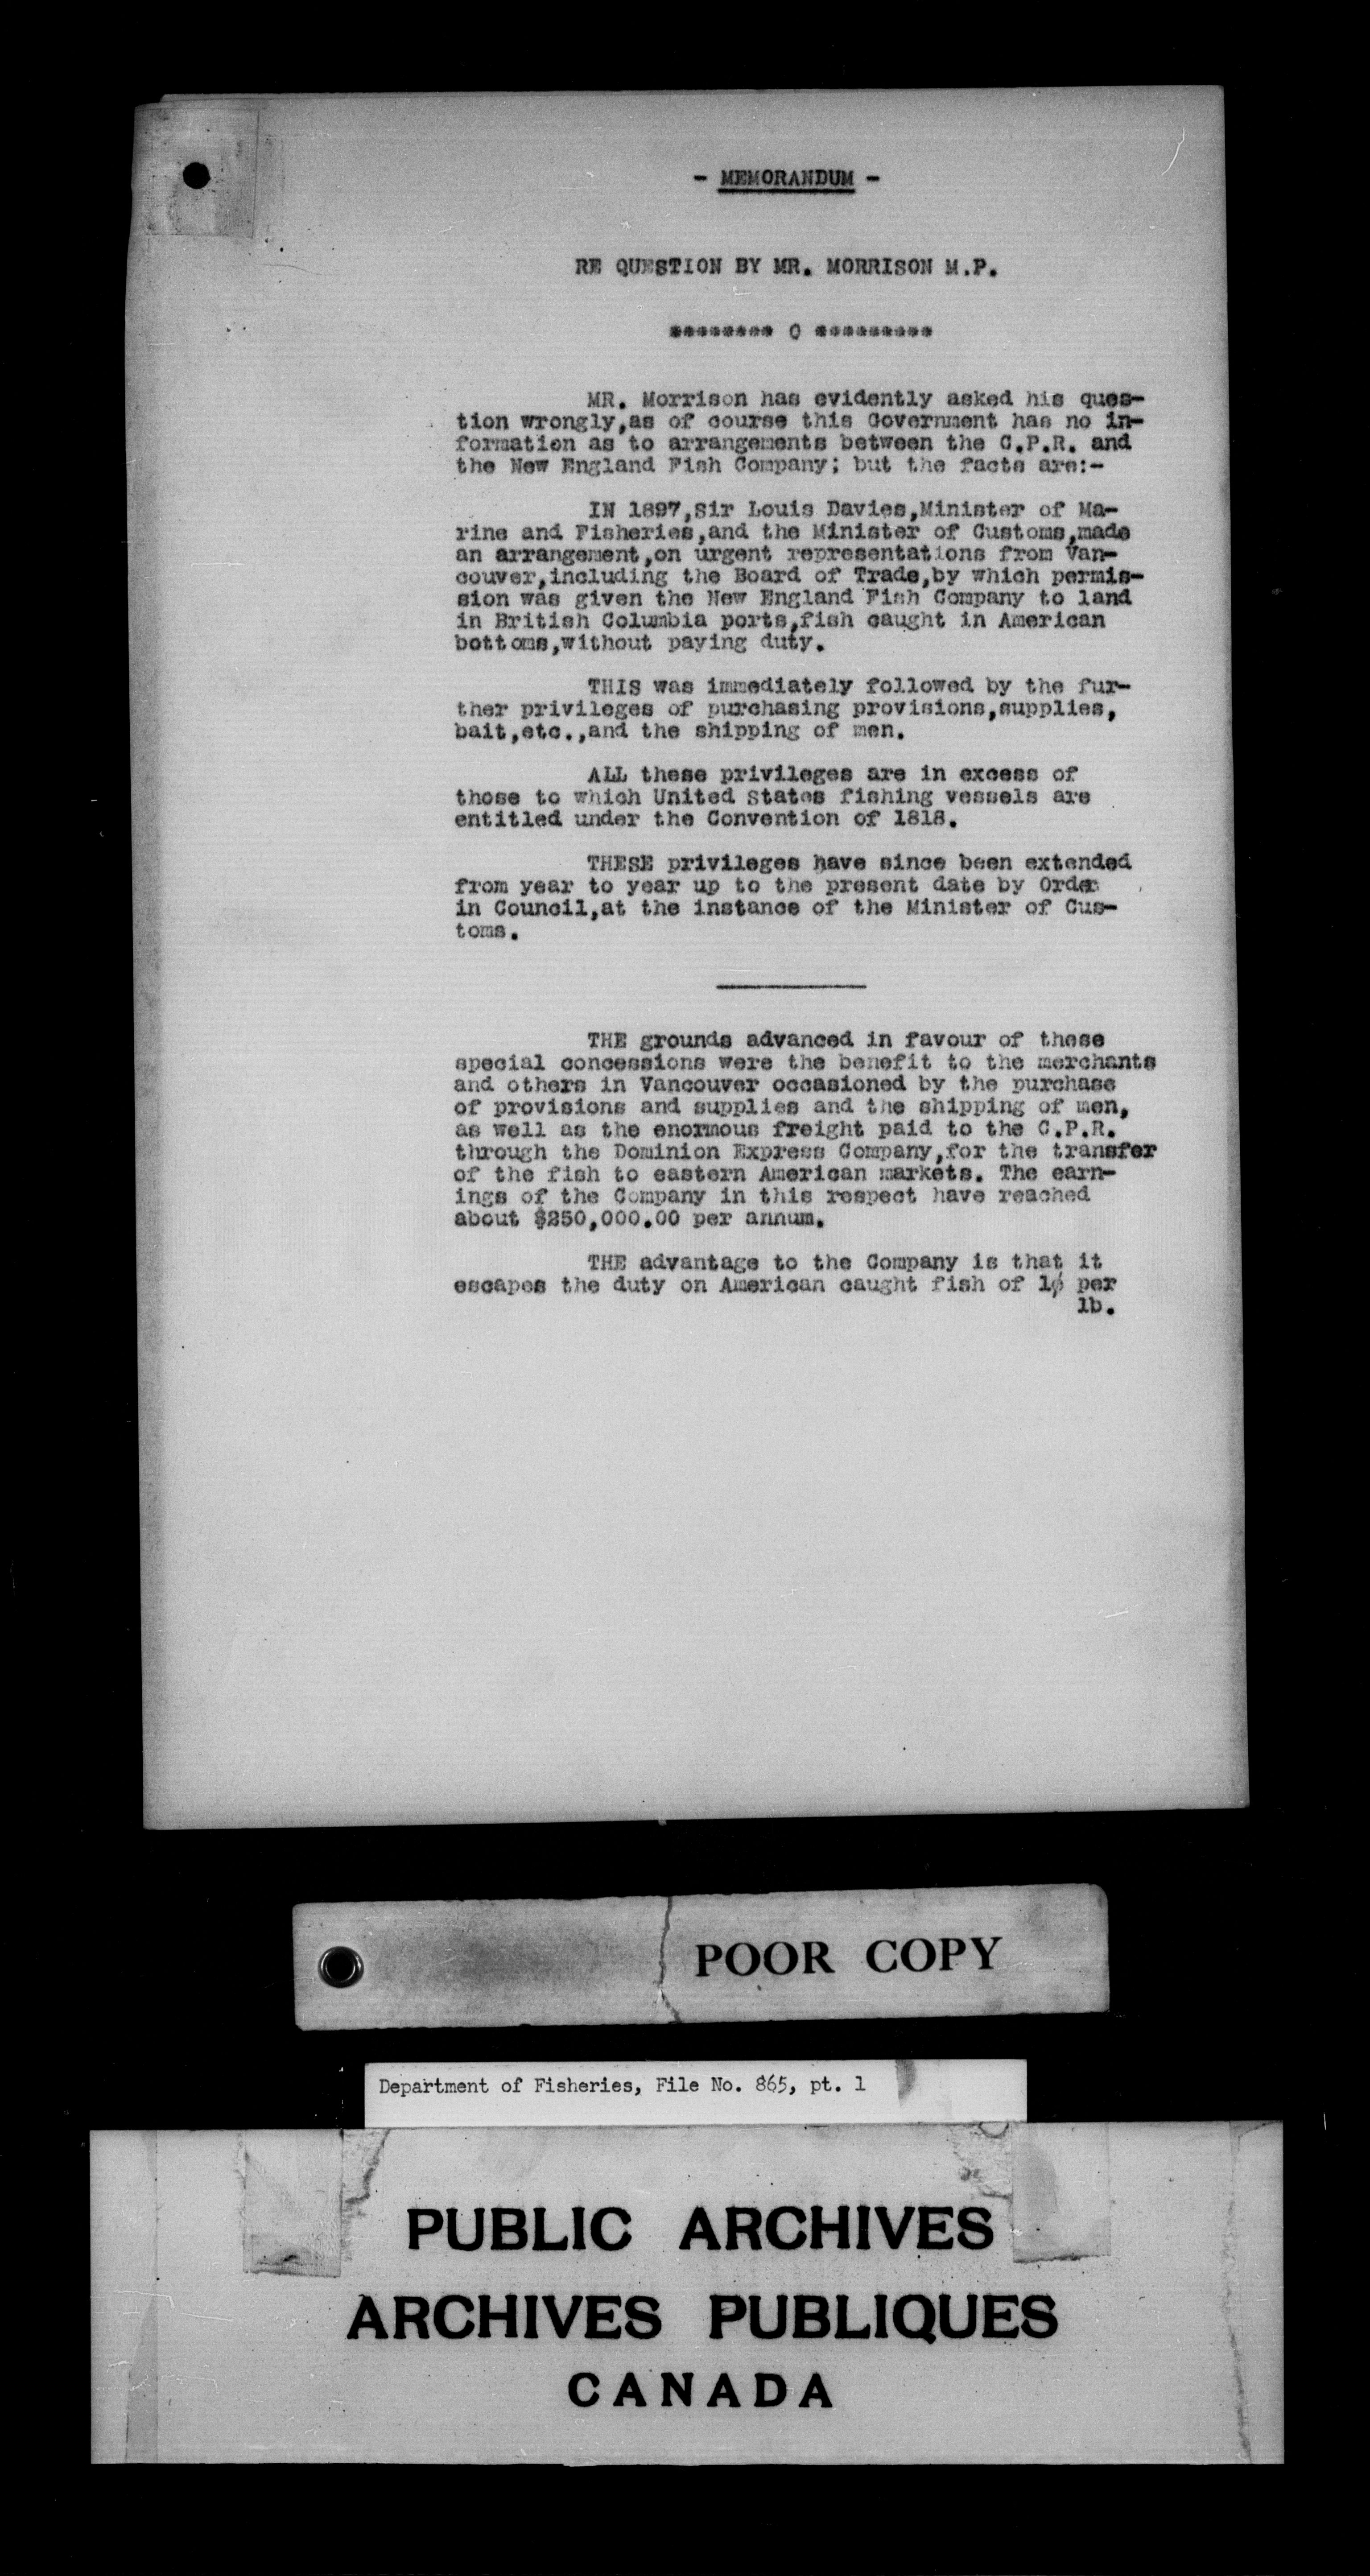 - MEMORANDUM -
RE QUESTION BY MR. MORRISON M.P.
******** 0 *********
MR. Morrison has evidently asked his ques-
tion wrongly,as of course this Government has no in-
formation as to arrangements between the C.P.R. and
the New England Fish Company; but the facts are:-
IN 1897,Sir Louis Davies,Minister of Ma-
rine and Fisheries,and the Minister of Customs,made
an arrangement,on urgent representations from Van-
couver,including the Board of Trade,by which permis-
sion was given the New England Fish Company to land
in British Columbia ports,fish caught in American
bottoms,without paying duty.
THIS was immediately followed by the fur-
ther privileges of purchasing provisions,supplies,
bait,etc.,and the shipping of men.
ALL these privileges are in excess of
those to which United States fishing vessels are
entitled under the Convention of 1818.
THESE privileges have since been extended
from year to year up to the present date by Order
in Council,at the instance of the Minister of Cus-
toms.
THE grounds advanced in favour of these
special concessions were the benefit to the merchants
and others in Vancouver occasioned by the purchase
of provisions and supplies and the shipping of men,
as well as the enormous freight paid to the C.P.R.
through the Dominion Express Company,for the transfer
of the fish to eastern American markets. The earn-
ings of the Company in this respect have reached
about $250,000.00 per annum.
THE advantage to the Company is that it
escapes the duty on American caught fish of 1¢ per
lb.
POOR COPY
Department of Fisheries, File No. 865, pt. 1
PUBLIC ARCHIVES
ARCHIVES PUBLIQUES
CANADA